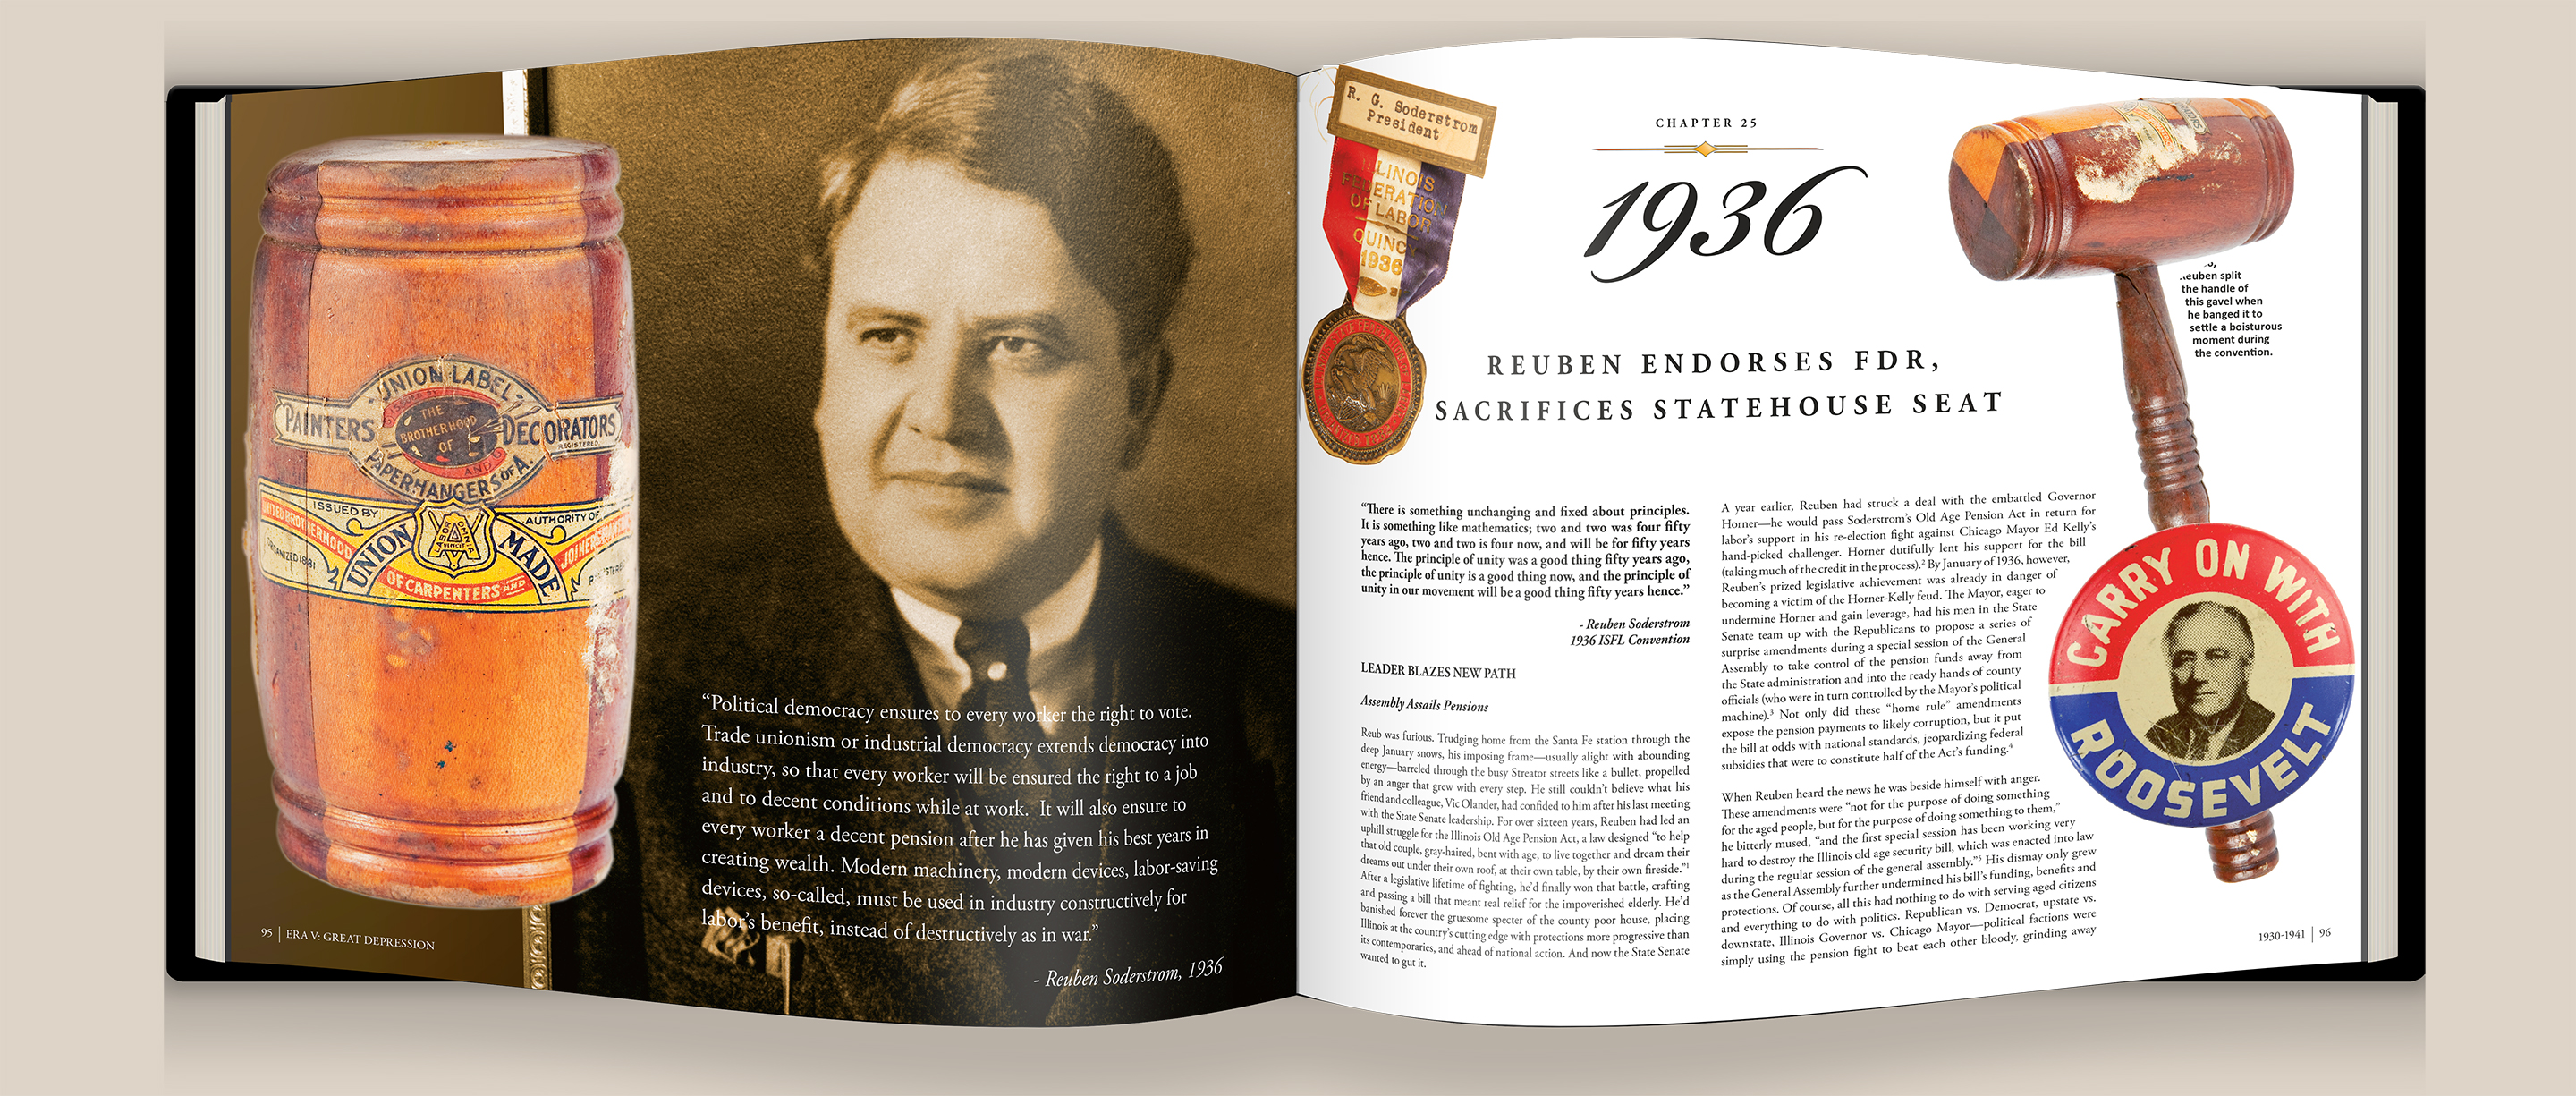 UNION LABEL
PAINTERS
THE
BROTHERHOOD
OF
AND
DECORATORS
REGISTERED
PAPERHANGERS OF A.
ISSUED BY
AUTHORITY OF
UNITED BROTHERHOOD
UNION
MADE
JOINERS
ORGANIZED 1881
OF CARPENTERS AND
“Political democracy ensures to every worker the right to vote.
Trade unionism or industrial democracy extends democracy into
industry, so that every worker will be ensured the right to a job
and to decent conditions while at work. It will also ensure to
every worker a decent pension after he has given his best years in
creating wealth. Modern machinery, modern devices, labor-saving
devices, so-called, must be used in industry constructively for
labor’s benefit, instead of destructively as in war.”
- Reuben Soderstrom, 1936
95 | ERA V: GREAT DEPRESSION
R. G. Soderstrom
President
ILLINOIS
FEDERATION
OF LABOR
QUINCY
1936
CHAPTER 25
1936
REUBEN ENDORSES FDR,
SACRIFICES STATEHOUSE SEAT
euben split
the handle of
this gavel when
he banged it to
settle a boisturous
moment during
the convention.
“There is something unchanging and fixed about principles.
It is something like mathematics; two and two was four fifty
years ago, two and two is four now, and will be for fifty years
hence. The principle of unity was a good thing fifty years ago,
the principle of unity is a good thing now, and the principle of
unity in our movement will be a good thing fifty years hence.”
- Reuben Soderstrom
1936 ISFL Convention
LEADER BLAZES NEW PATH
Assembly Assails Pensions
Reub was furious. Trudging home from the Santa Fe station through the
deep January snows, his imposing frame—usually alight with abounding
energy—barreled through the busy Streator streets like a bullet, propelled
by an anger that grew with every step. He still couldn’t believe what his
friend and colleague, Vic Olander, had confided to him after his last meeting
with the State Senate leadership. For over sixteen years, Reuben had led an
uphill struggle for the Illinois Old Age Pension Act, a law designed “to help
that old couple, gray-haired, bent with age, to live together and dream their
dreams out under their own roof, at their own table, by their own fireside.”1
After a legislative lifetime of fighting, he’d finally won that battle, crafting
and passing a bill that meant real relief for the impoverished elderly. He’d
banished forever the gruesome specter of the county poor house, placing
Illinois at the country’s cutting edge with protections more progressive than
its contemporaries, and ahead of national action. And now the State Senate
wanted to gut it.
A year earlier, Reuben had struck a deal with the embattled Governor
Horner—he would pass Soderstrom’s Old Age Pension Act in return for
labor’s support in his re-election fight against Chicago Mayor Ed Kelly’s
hand-picked challenger. Horner dutifully lent his support for the bill
(taking much of the credit in the process).2 By January of 1936, however,
Reuben’s prized legislative achievement was already in danger of
becoming a victim of the Horner-Kelly feud. The Mayor, eager to
undermine Horner and gain leverage, had his men in the State
Senate team up with the Republicans to propose a series of
surprise amendments during a special session of the General
Assembly to take control of the pension funds away from
the State administration and into the ready hands of county
officials (who were in turn controlled by the Mayor’s political
machine).3 Not only did these “home rule” amendments
expose the pension payments to likely corruption, but it put
the bill at odds with national standards, jeopardizing federal
subsidies that were to constitute half of the Act’s funding.4
When Reuben heard the news he was beside himself with anger.
These amendments were “not for the purpose of doing something
for the aged people, but for the purpose of doing something to them,”
he bitterly mused, “and the first special session has been working very
hard to destroy the Illinois old age security bill, which was enacted into law
during the regular session of the general assembly.”5 His dismay only grew
as the General Assembly further undermined his bill’s funding, benefits and
protections. Of course, all this had nothing to do with serving aged citizens
and everything to do with politics. Republican vs. Democrat, upstate vs.
downstate, Illinois Governor vs. Chicago Mayor—political factions were
simply using the pension fight to beat each other bloody, grinding away
CARRY ON WITH
ROOSEVELT
1930-1941 | 96